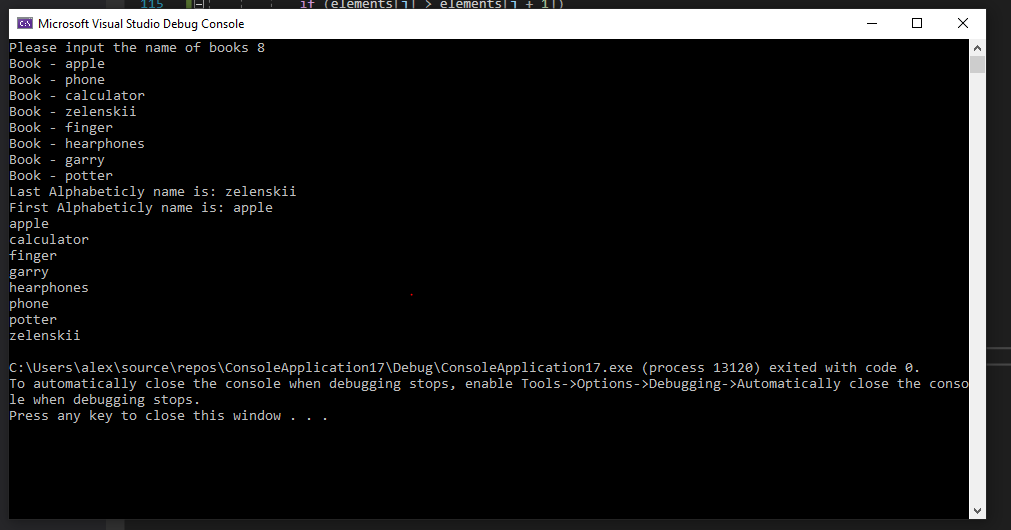 115 if (elements[j] > elements[j + 1])
Microsoft Visual Studio Debug Console
Please input the name of books 8
Book - apple
Book - phone
Book - calculator
Book - zelenskii
Book - finger
Book - hearphones
Book - garry
Book - potter
Last Alphabeticly name is: zelenskii
First Alphabeticly name is: apple
apple
calculator
finger
garry
hearphones
phone
potter
zelenskii
C:\Users\alex\source\repos\ConsoleApplication17\Debug\ConsoleApplication17.exe (process 13120) exited with code 0.
To automatically close the console when debugging stops, enable Tools->Options->Debugging->Automatically close the conso
le when debugging stops.
Press any key to close this window . . .